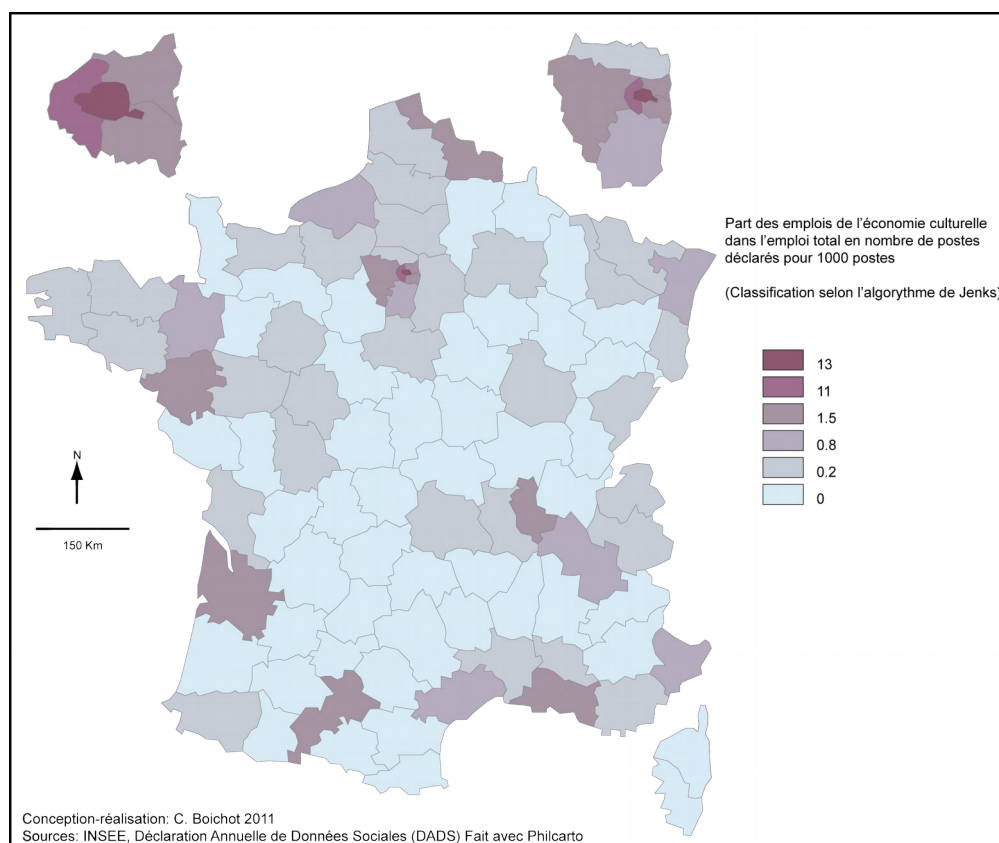 Part des emplois de l'économie culturelle
dans l'emploi total en nombre de postes
déclarés pour 1000 postes
(Classification selon l'algorythme de Jenks)
13
11
1.5
0.8
0.2
0
N
150 Km
Conception-réalisation: C. Boichot 2011
Sources: INSEE, Déclaration Annuelle de Données Sociales (DADS) Fait avec Philcarto